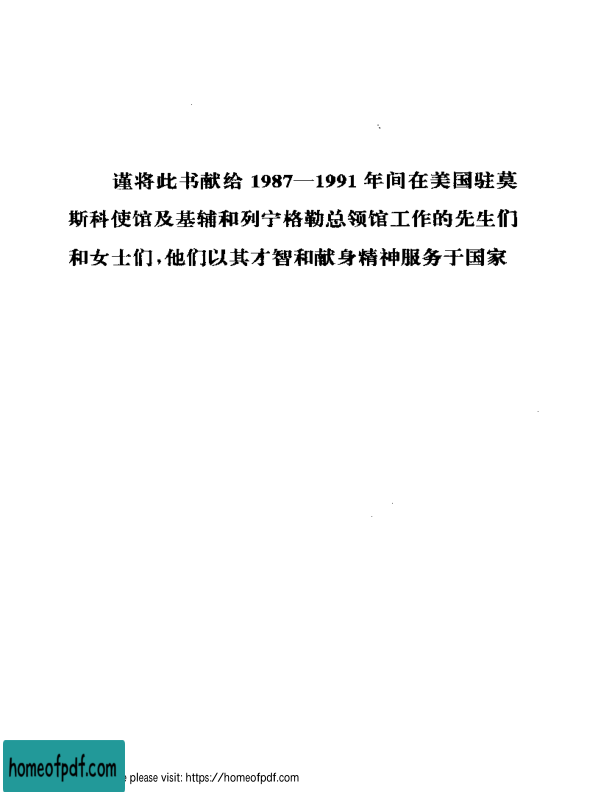 谨将此书献给 1987—1991 年间在美国驻莫
斯科使馆及基辅和列宁格勒总领馆工作的先生们
和女士们，他们以其才智和献身精神服务于国家
homeofpdf.com
please visit: https://homeofpdf.com